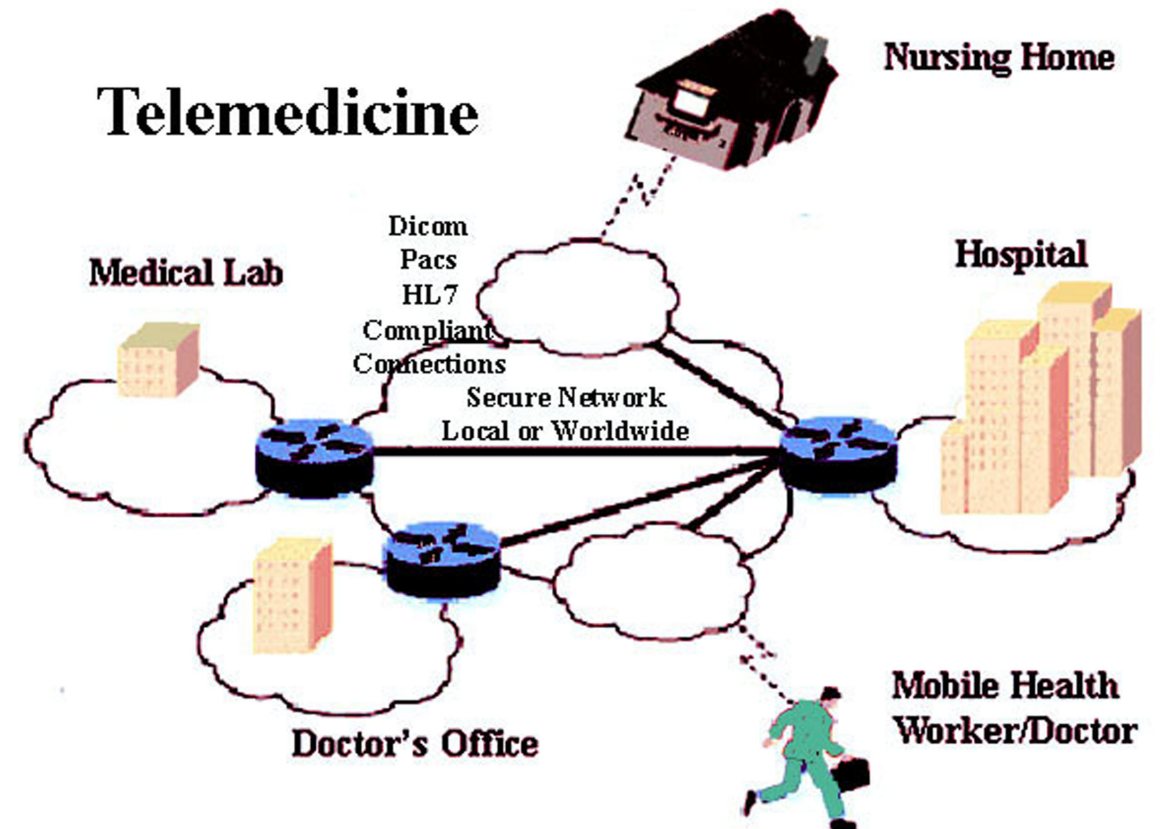 Telemedicine
Nursing Home
Dicom
Pacs
HL7
Compliant
Connections
Secure Network
Local or Worldwide
Medical Lab
Hospital
Doctor's Office
Mobile Health
Worker/Doctor